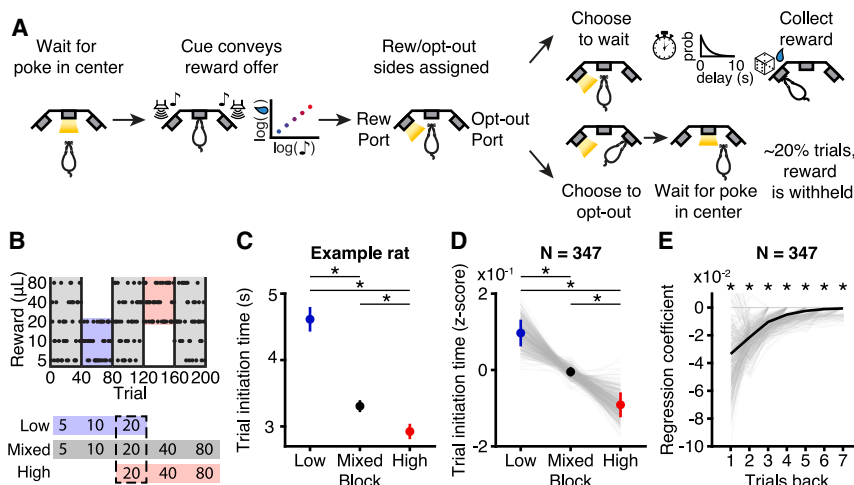 A
Wait for
poke in center
Cue conveys
reward offer
log(💧)
log(♪)
Rew/opt-out
sides assigned
Rew
Port
Opt-out
Port
Choose
to wait
prob
0 10
delay (s)
Collect
reward
Choose to
opt-out
Wait for poke
in center
~20% trials,
reward
is withheld
B
Reward (µL)
80
40
20
10
5
0 40 80 120 160 200
Trial
Low 5 10 20
Mixed 5 10 20 40 80
High 20 40 80
C
Example rat
Trial initiation time (s)
* * *
5
4
3
Low Mixed High
Block
D
N = 347
×10⁻¹
Trial initiation time (z-score)
* * *
2
0
-2
Low Mixed High
Block
E
N = 347
×10⁻²
Regression coefficient
* * * * * * *
2
0
-2
-4
-6
-8
-10
1 2 3 4 5 6 7
Trials back